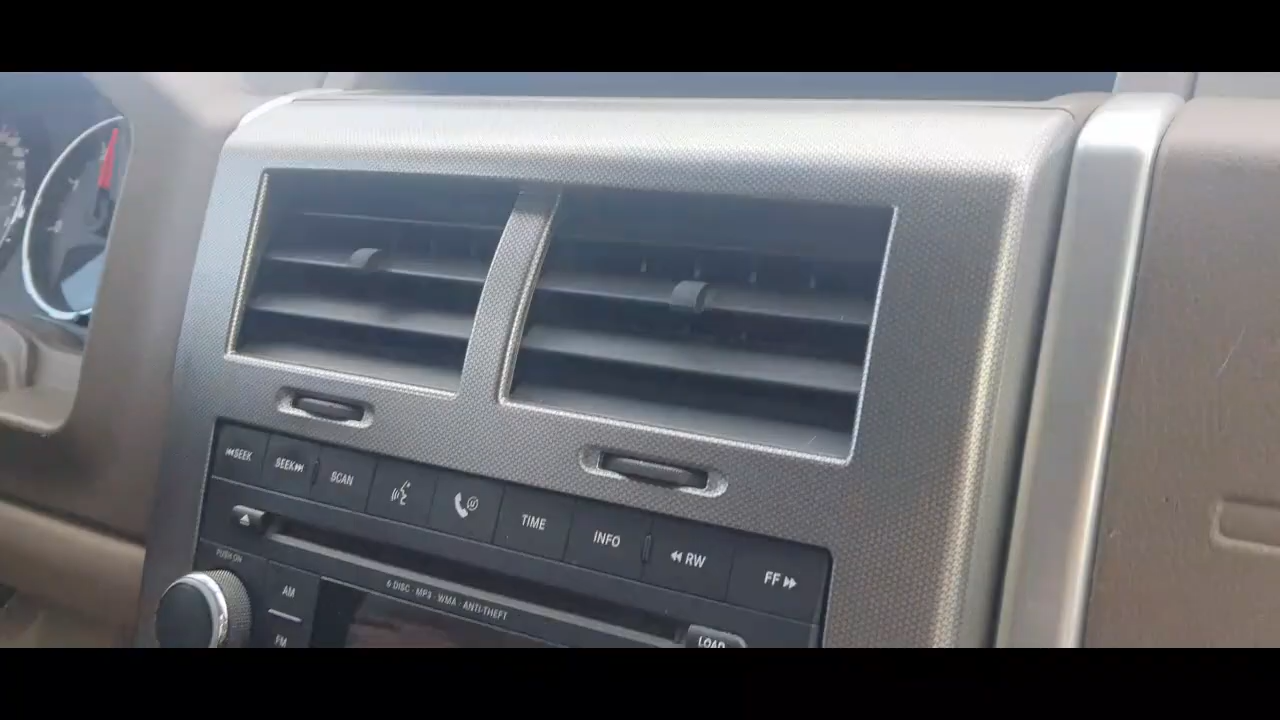 SEEK
SEEK
SCAN
TIME
INFO
RW
FF
PUSH ON
AM
6 DISC · MP3 · WMA · ANTI-THEFT
FM
LOAD